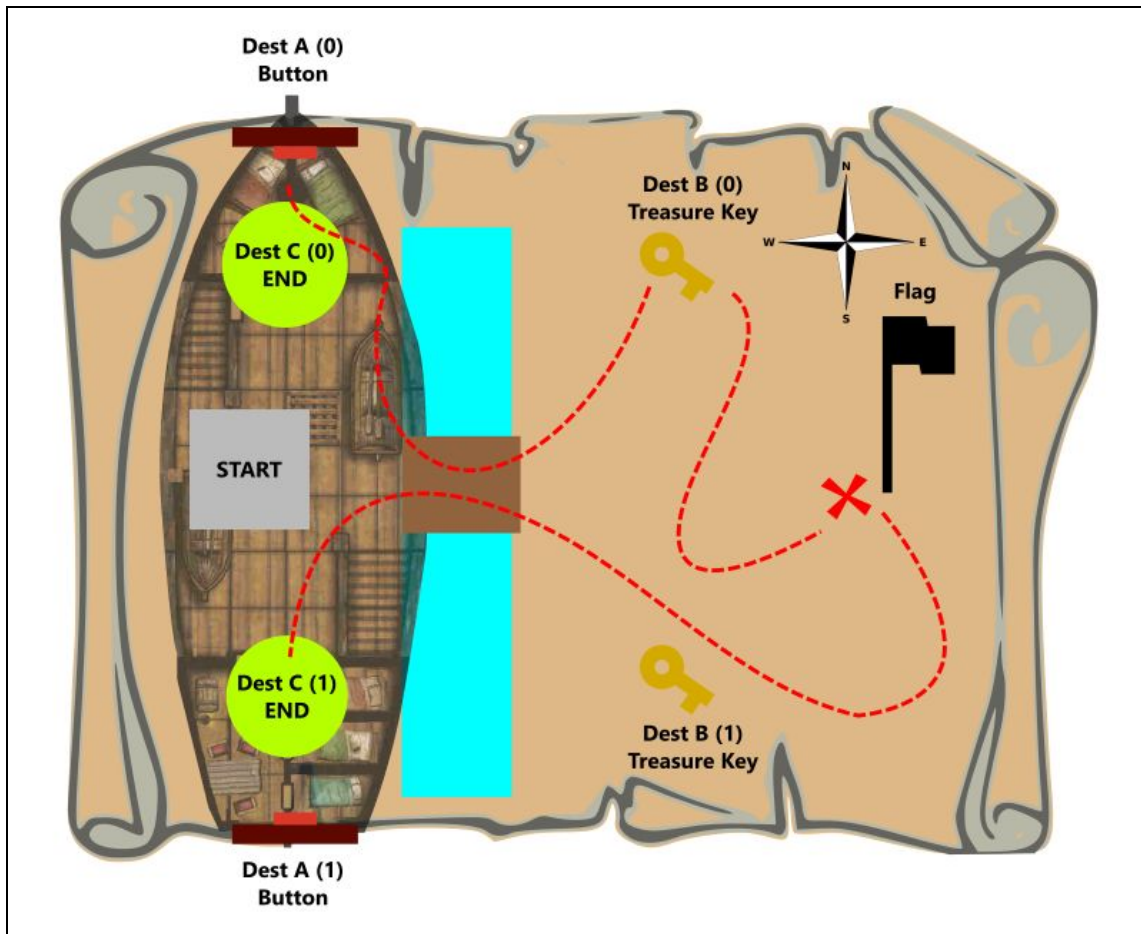 Dest A (0)
Button
Dest B (0)
Treasure Key
N
W
E
S
Dest C (0)
END
Flag
START
Dest C (1)
END
Dest B (1)
Treasure Key
Dest A (1)
Button